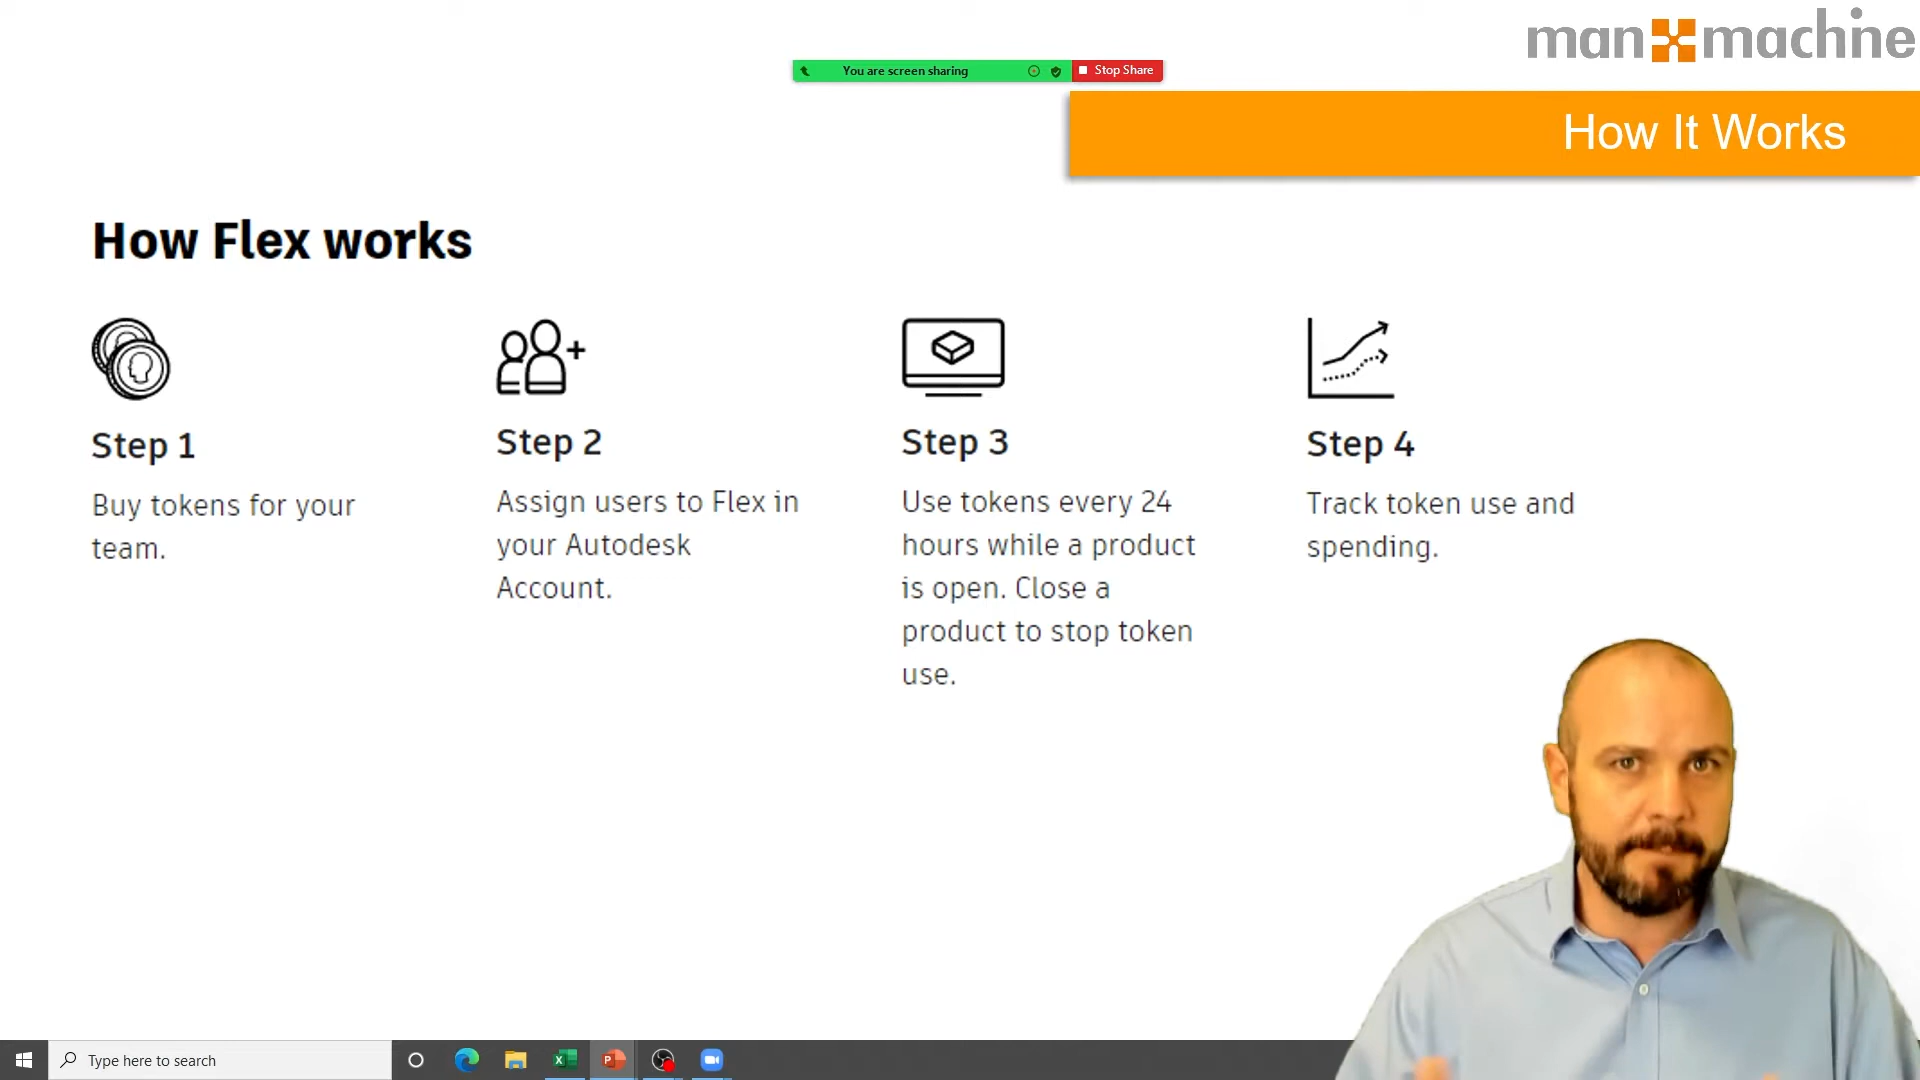 man machine
You are screen sharing
Stop Share
How It Works
How Flex works
Step 1
Buy tokens for your
team.
Step 2
Assign users to Flex in
your Autodesk
Account.
Step 3
Use tokens every 24
hours while a product
is open. Close a
product to stop token
use.
Step 4
Track token use and
spending.
Type here to search